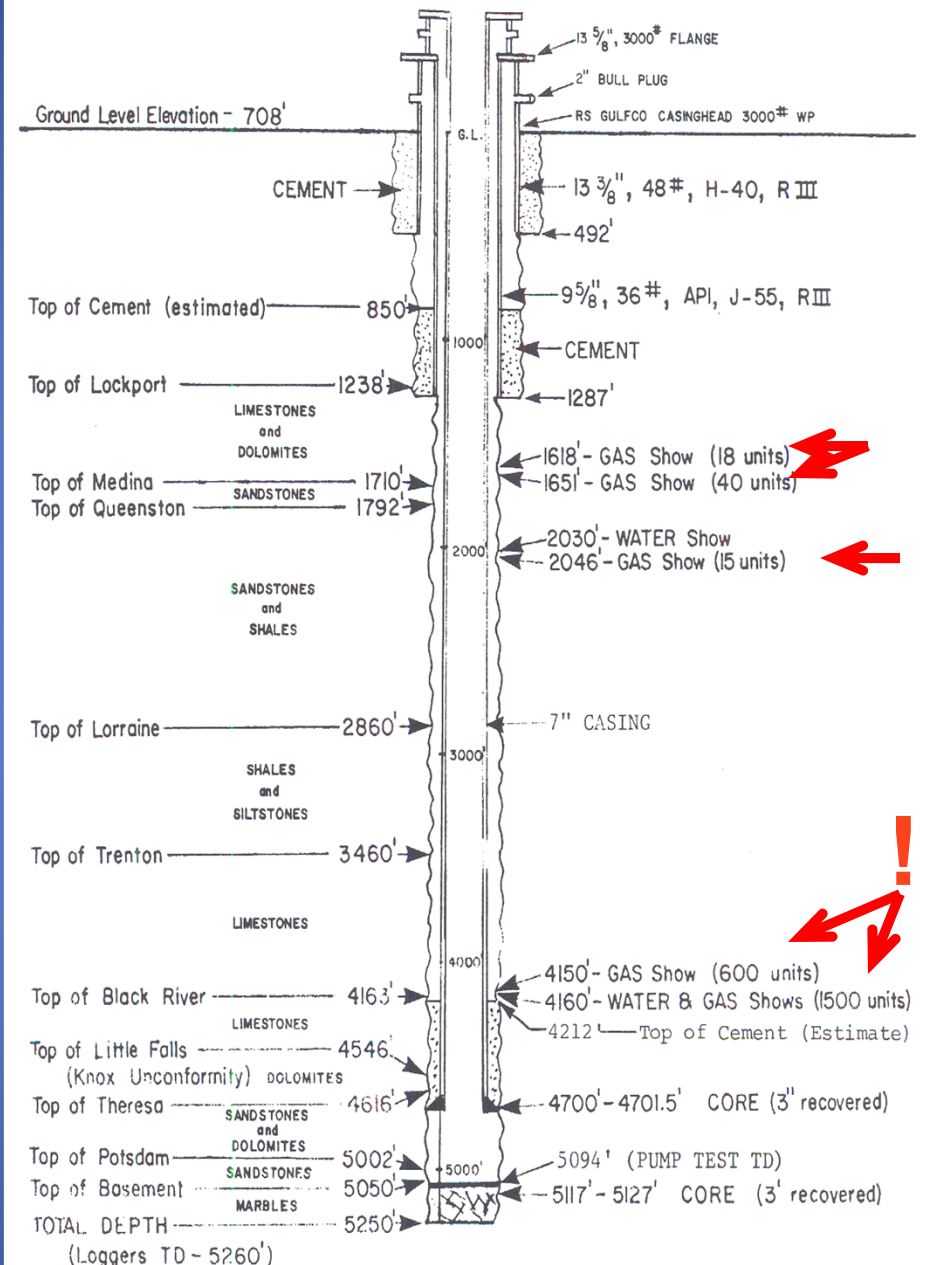 13 5/8", 3000# FLANGE
2" BULL PLUG
Ground Level Elevation - 708'
RS GULFCO CASINGHEAD 3000# WP
G.L.
CEMENT
13 3/8", 48#, H-40, R III
492'
9 5/8", 36#, API, J-55, R III
Top of Cement (estimated) 850'
1000'
CEMENT
Top of Lockport 1238'
1287'
LIMESTONES
and
DOLOMITES
1618' - GAS Show (18 units)
Top of Medina 1710'
1651' - GAS Show (40 units)
SANDSTONES
Top of Queenston 1792'
2030' - WATER Show
2000'
2046' - GAS Show (15 units)
SANDSTONES
and
SHALES
Top of Lorraine 2860'
7" CASING
3000'
SHALES
and
SILTSTONES
!
Top of Trenton 3460'
LIMESTONES
4000'
4150' - GAS Show (600 units)
Top of Black River 4163'
4160' - WATER & GAS Shows (1500 units)
LIMESTONES
4212' Top of Cement (Estimate)
Top of Little Falls 4546'
(Knox Unconformity) DOLOMITES
Top of Theresa 4616'
4700' - 4701.5' CORE (3" recovered)
SANDSTONES
and
DOLOMITES
Top of Potsdam 5002'
5094' (PUMP TEST TD)
SANDSTONES
5000'
Top of Basement 5050'
5117' - 5127' CORE (3' recovered)
MARBLES
TOTAL DEPTH 5250'
(Loggers TD - 5260')